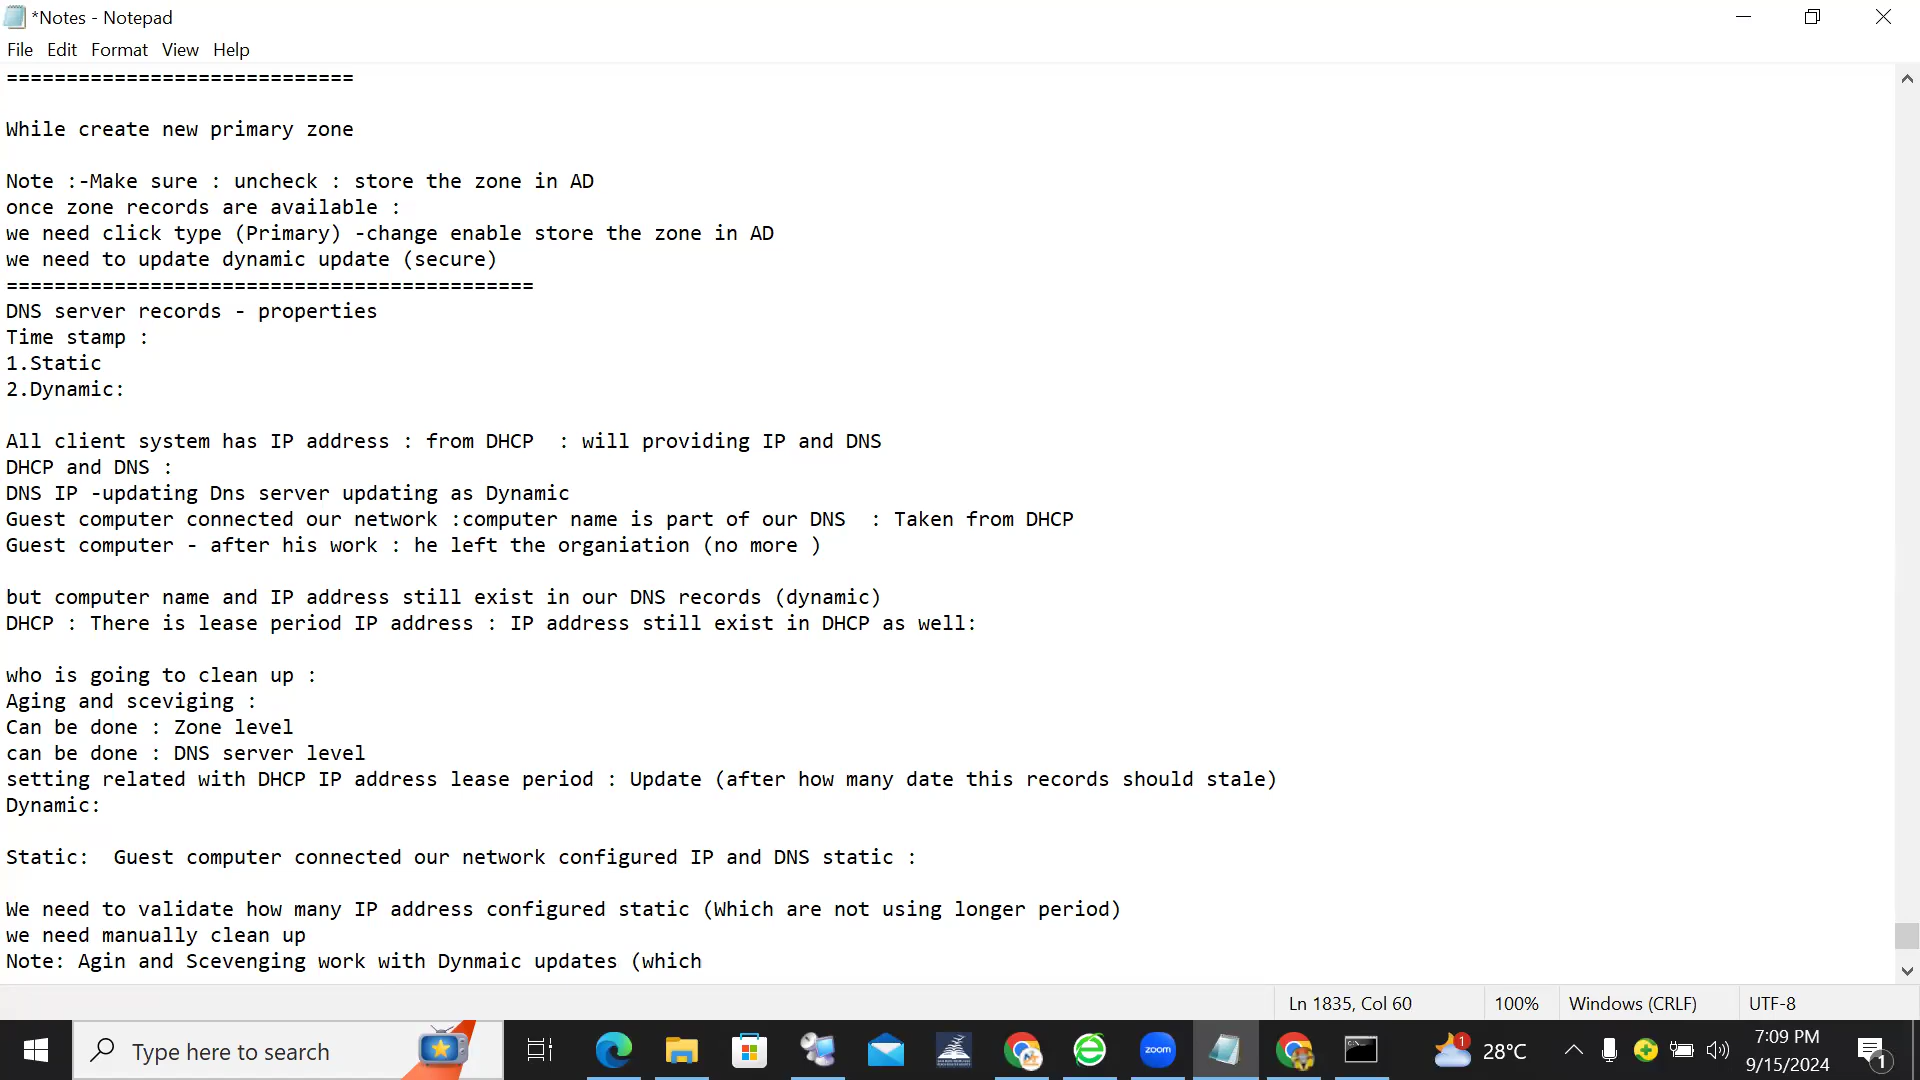 *Notes - Notepad
File Edit Format View Help
=============================
While create new primary zone
Note :-Make sure : uncheck : store the zone in AD
once zone records are available :
we need click type (Primary) -change enable store the zone in AD
we need to update dynamic update (secure)
============================================
DNS server records - properties
Time stamp :
1.Static
2.Dynamic:
All client system has IP address : from DHCP  : will providing IP and DNS
DHCP and DNS :
DNS IP -updating Dns server updating as Dynamic
Guest computer connected our network :computer name is part of our DNS  : Taken from DHCP
Guest computer - after his work : he left the organiation (no more )
but computer name and IP address still exist in our DNS records (dynamic)
DHCP : There is lease period IP address : IP address still exist in DHCP as well:
who is going to clean up :
Aging and sceviging :
Can be done : Zone level
can be done : DNS server level
setting related with DHCP IP address lease period : Update (after how many date this records should stale)
Dynamic:
Static:  Guest computer connected our network configured IP and DNS static :
We need to validate how many IP address configured static (Which are not using longer period)
we need manually clean up
Note: Agin and Scevenging work with Dynmaic updates (which
Ln 1835, Col 60 100% Windows (CRLF) UTF-8
Type here to search zoom 1 28°C 7:09 PM
9/15/2024 1